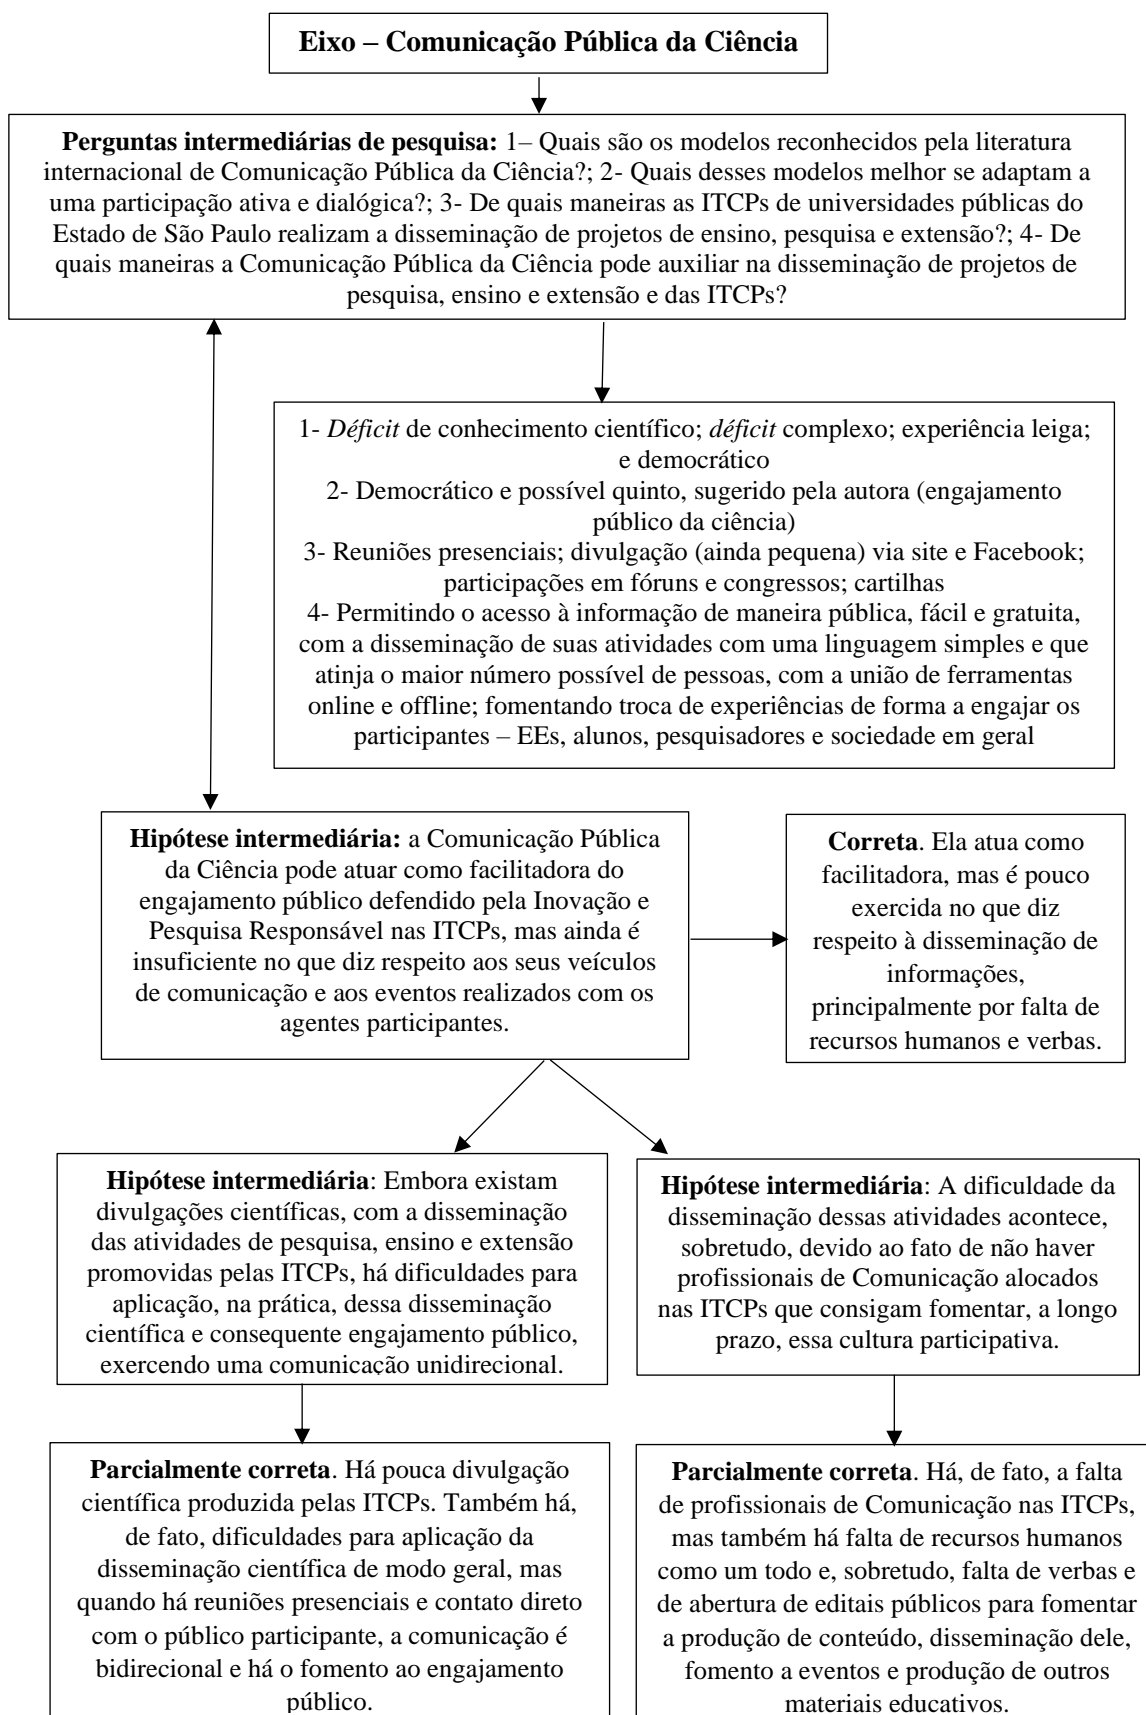 Eixo – Comunicação Pública da Ciência
Perguntas intermediárias de pesquisa: 1– Quais são os modelos reconhecidos pela literatura
internacional de Comunicação Pública da Ciência?; 2- Quais desses modelos melhor se adaptam a
uma participação ativa e dialógica?; 3- De quais maneiras as ITCPs de universidades públicas do
Estado de São Paulo realizam a disseminação de projetos de ensino, pesquisa e extensão?; 4- De
quais maneiras a Comunicação Pública da Ciência pode auxiliar na disseminação de projetos de
pesquisa, ensino e extensão e das ITCPs?
1- Déficit de conhecimento científico; déficit complexo; experiência leiga;
e democrático
2- Democrático e possível quinto, sugerido pela autora (engajamento
público da ciência)
3- Reuniões presenciais; divulgação (ainda pequena) via site e Facebook;
participações em fóruns e congressos; cartilhas
4- Permitindo o acesso à informação de maneira pública, fácil e gratuita,
com a disseminação de suas atividades com uma linguagem simples e que
atinja o maior número possível de pessoas, com a união de ferramentas
online e offline; fomentando troca de experiências de forma a engajar os
participantes – EEs, alunos, pesquisadores e sociedade em geral
Hipótese intermediária: a Comunicação Pública
da Ciência pode atuar como facilitadora do
engajamento público defendido pela Inovação e
Pesquisa Responsável nas ITCPs, mas ainda é
insuficiente no que diz respeito aos seus veículos
de comunicação e aos eventos realizados com os
agentes participantes.
Correta. Ela atua como
facilitadora, mas é pouco
exercida no que diz
respeito à disseminação de
informações,
principalmente por falta de
recursos humanos e verbas.
Hipótese intermediária: Embora existam
divulgações científicas, com a disseminação
das atividades de pesquisa, ensino e extensão
promovidas pelas ITCPs, há dificuldades para
aplicação, na prática, dessa disseminação
científica e consequente engajamento público,
exercendo uma comunicação unidirecional.
Hipótese intermediária: A dificuldade da
disseminação dessas atividades acontece,
sobretudo, devido ao fato de não haver
profissionais de Comunicação alocados
nas ITCPs que consigam fomentar, a longo
prazo, essa cultura participativa.
Parcialmente correta. Há pouca divulgação
científica produzida pelas ITCPs. Também há,
de fato, dificuldades para aplicação da
disseminação científica de modo geral, mas
quando há reuniões presenciais e contato direto
com o público participante, a comunicação é
bidirecional e há o fomento ao engajamento
público.
Parcialmente correta. Há, de fato, a falta
de profissionais de Comunicação nas ITCPs,
mas também há falta de recursos humanos
como um todo e, sobretudo, falta de verbas e
de abertura de editais públicos para fomentar
a produção de conteúdo, disseminação dele,
fomento a eventos e produção de outros
materiais educativos.